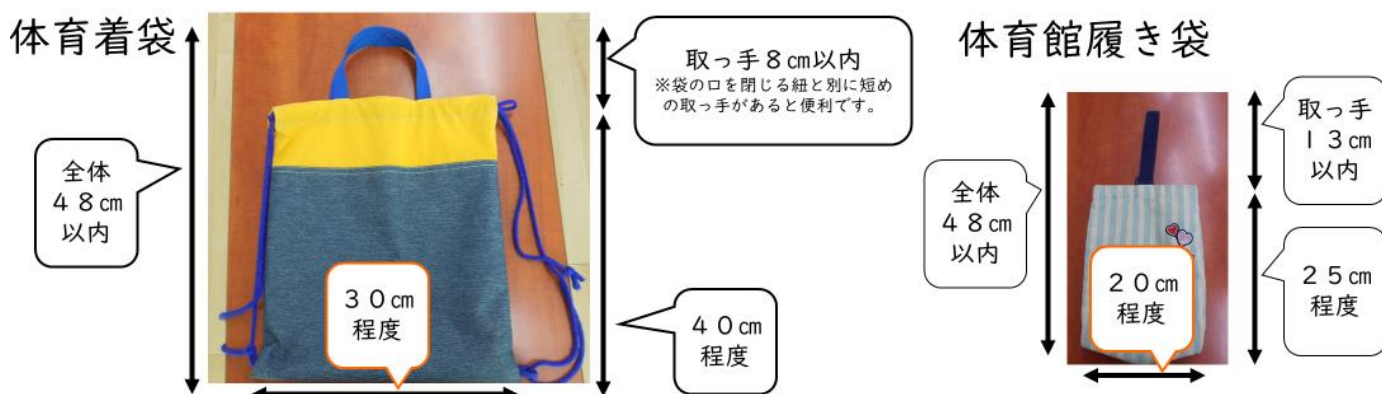 体育着袋
全体
４８㎝
以内
取っ手８㎝以内
※袋の口を閉じる紐と別に短め
の取っ手があると便利です。
３０㎝
程度
４０㎝
程度
体育館履き袋
全体
４８㎝
以内
取っ手
１３㎝
以内
２０㎝
程度
２５㎝
程度